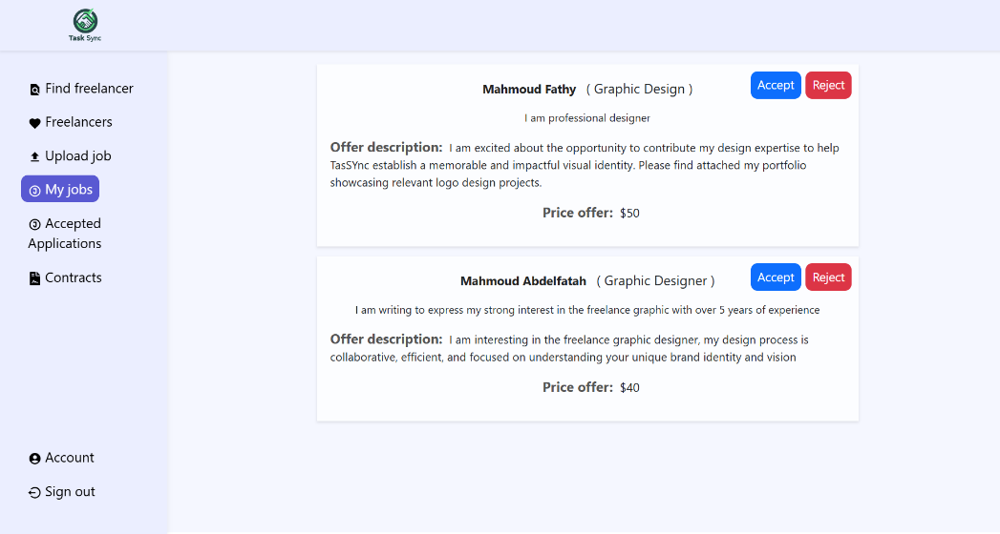 Task Sync
Find freelancer
Freelancers
Upload job
My jobs
Accepted
Applications
Contracts
Account
Sign out
Mahmoud Fathy ( Graphic Design )
Accept Reject
I am professional designer
Offer description: I am excited about the opportunity to contribute my design expertise to help
TasSYnc establish a memorable and impactful visual identity. Please find attached my portfolio
showcasing relevant logo design projects.
Price offer: $50
Mahmoud Abdelfatah ( Graphic Designer )
Accept Reject
I am writing to express my strong interest in the freelance graphic with over 5 years of experience
Offer description: I am interesting in the freelance graphic designer, my design process is
collaborative, efficient, and focused on understanding your unique brand identity and vision
Price offer: $40